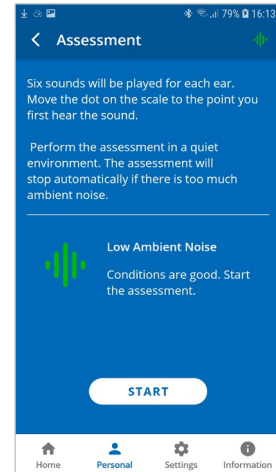 79% 16:13
Assessment
Six sounds will be played for each ear.
Move the dot on the scale to the point you
first hear the sound.
Perform the assessment in a quiet
environment. The assessment will
stop automatically if there is too much
ambient noise.
Low Ambient Noise
Conditions are good. Start
the assessment.
START
Home Personal Settings Information